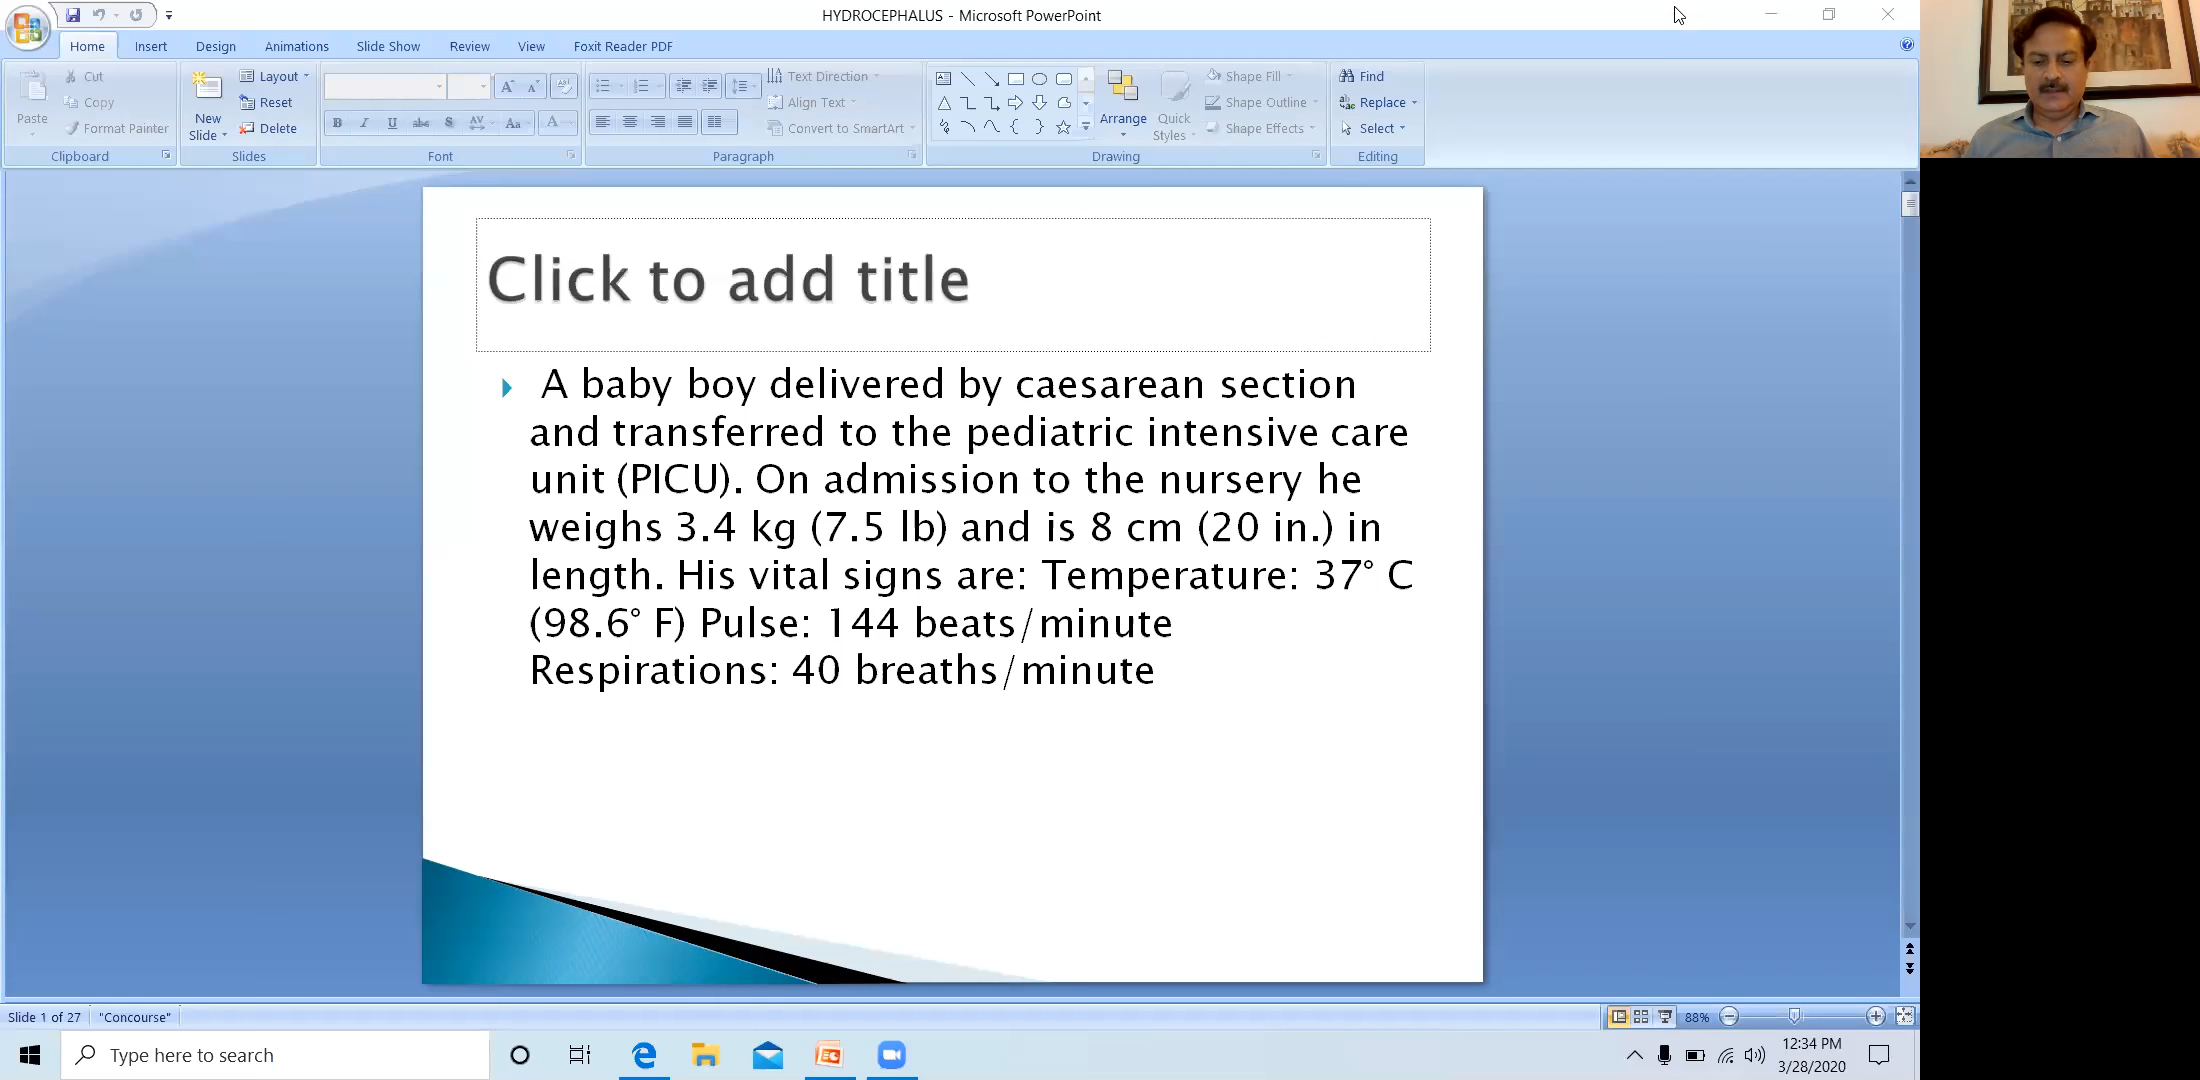 HYDROCEPHALUS - Microsoft PowerPoint
Home Insert Design Animations Slide Show Review View Foxit Reader PDF
Paste
Cut
Copy
Format Painter
Clipboard
New Slide
Layout
Reset
Delete
Slides
Font
Text Direction
Align Text
Convert to SmartArt
Paragraph
Arrange
Quick Styles
Shape Fill
Shape Outline
Shape Effects
Drawing
Find
Replace
Select
Editing
Click to add title
A baby boy delivered by caesarean section
and transferred to the pediatric intensive care
unit (PICU). On admission to the nursery he
weighs 3.4 kg (7.5 lb) and is 8 cm (20 in.) in
length. His vital signs are: Temperature: 37° C
(98.6° F) Pulse: 144 beats/minute
Respirations: 40 breaths/minute
Slide 1 of 27 "Concourse" 88%
Type here to search
12:34 PM
3/28/2020